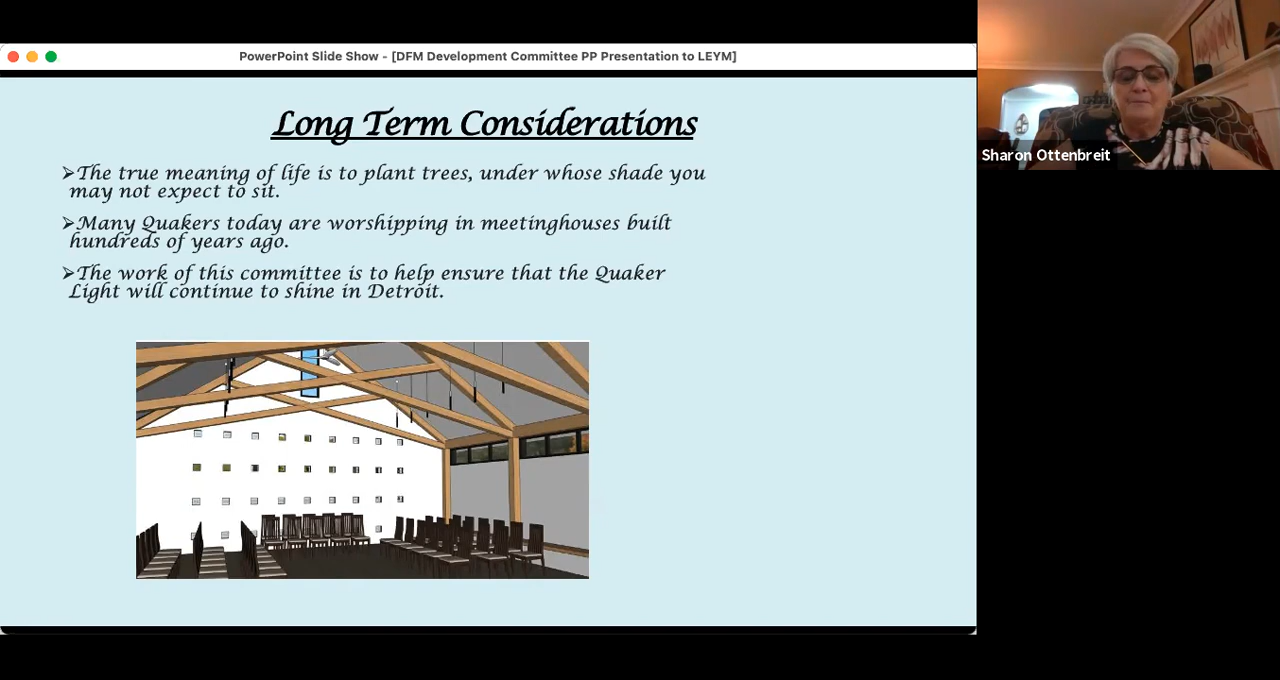 PowerPoint Slide Show - [DFM Development Committee PP Presentation to LEYM]
Long Term Considerations
➢The true meaning of life is to plant trees, under whose shade you
may not expect to sit.
➢Many Quakers today are worshipping in meetinghouses built
hundreds of years ago.
➢The work of this committee is to help ensure that the Quaker
Light will continue to shine in Detroit.
Sharon Ottenbreit